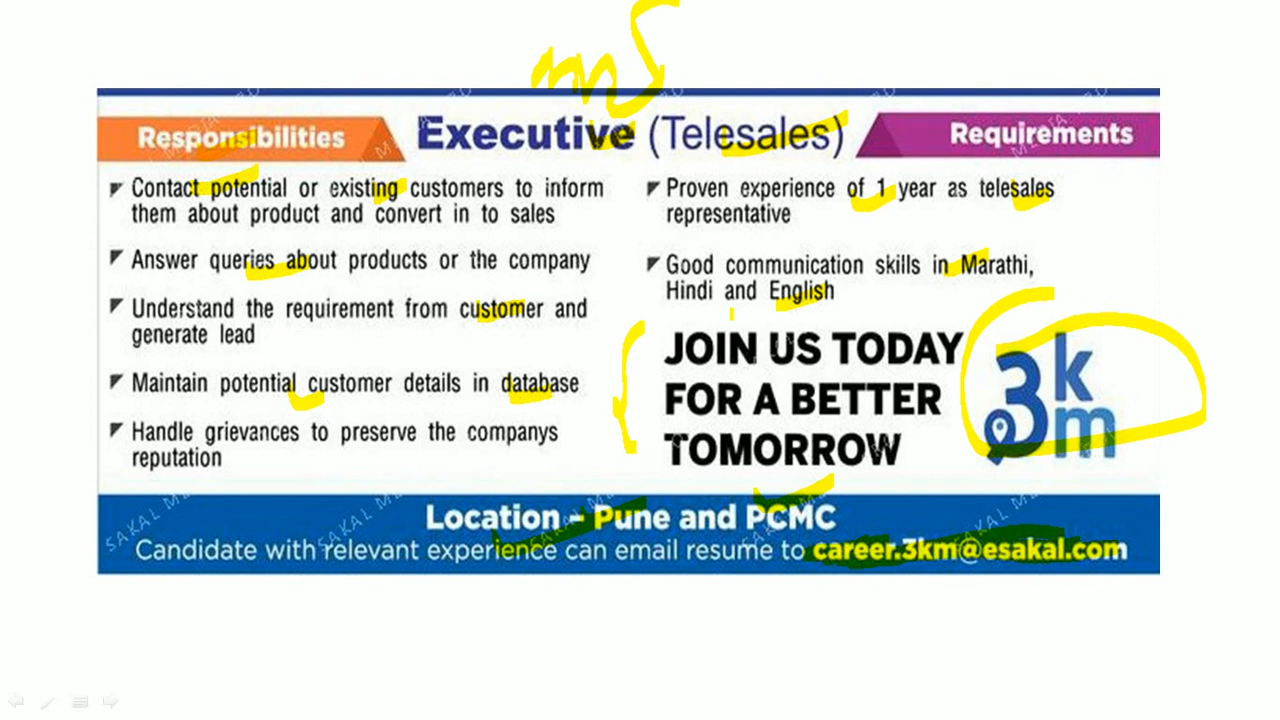 Responsibilities
Executive (Telesales)
Requirements
Contact potential or existing customers to inform
them about product and convert in to sales
Answer queries about products or the company
Understand the requirement from customer and
generate lead
Maintain potential customer details in database
Handle grievances to preserve the companys
reputation
Proven experience of 1 year as telesales
representative
Good communication skills in Marathi,
Hindi and English
JOIN US TODAY
FOR A BETTER
TOMORROW
3km
Location - Pune and PCMC
Candidate with relevant experience can email resume to career.3km@esakal.com